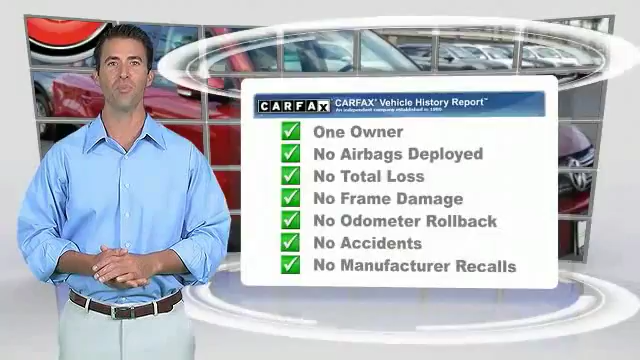 CARFAX CARFAX® Vehicle History Report™
An independent company established in 1986
One Owner
No Airbags Deployed
No Total Loss
No Frame Damage
No Odometer Rollback
No Accidents
No Manufacturer Recalls